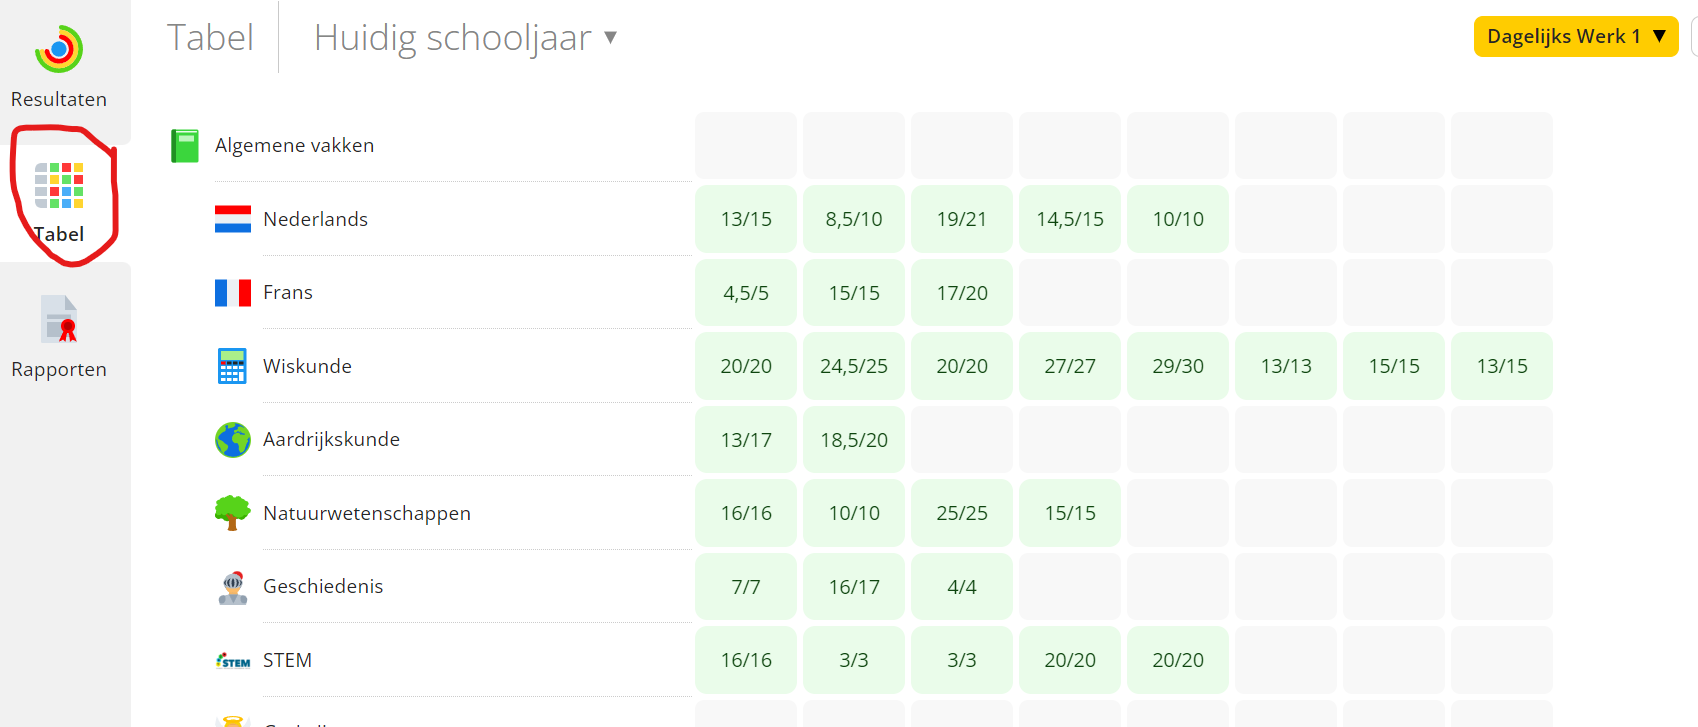 Tabel Huidig schooljaar ▼
Dagelijks Werk 1 ▼
Resultaten
Tabel
Rapporten
Algemene vakken
Nederlands 13/15 8,5/10 19/21 14,5/15 10/10
Frans 4,5/5 15/15 17/20
Wiskunde 20/20 24,5/25 20/20 27/27 29/30 13/13 15/15 13/15
Aardrijkskunde 13/17 18,5/20
Natuurwetenschappen 16/16 10/10 25/25 15/15
Geschiedenis 7/7 16/17 4/4
STEM STEM 16/16 3/3 3/3 20/20 20/20